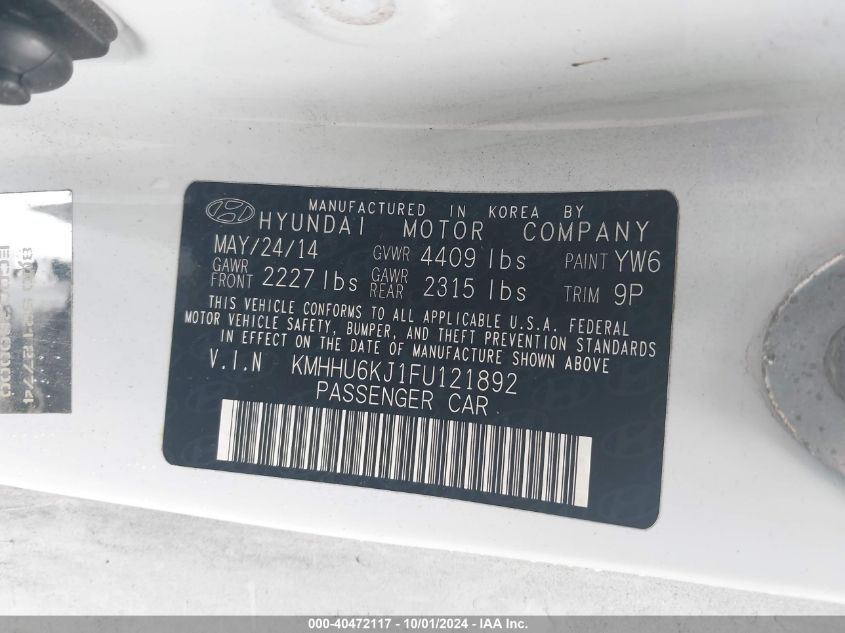 MANUFACTURED IN KOREA BY
HYUNDAI MOTOR COMPANY
MAY/24/14 GVWR 4409 lbs PAINT YW6
GAWR FRONT 2227 lbs GAWR REAR 2315 lbs TRIM 9P
THIS VEHICLE CONFORMS TO ALL APPLICABLE U.S.A. FEDERAL
MOTOR VEHICLE SAFETY, BUMPER, AND THEFT PREVENTION STANDARDS
IN EFFECT ON THE DATE OF MANUFACTURE SHOWN ABOVE
V.I.N KMHHU6KJ1FU121892
PASSENGER CAR
000-40472117 - 10/01/2024 - IAA Inc.